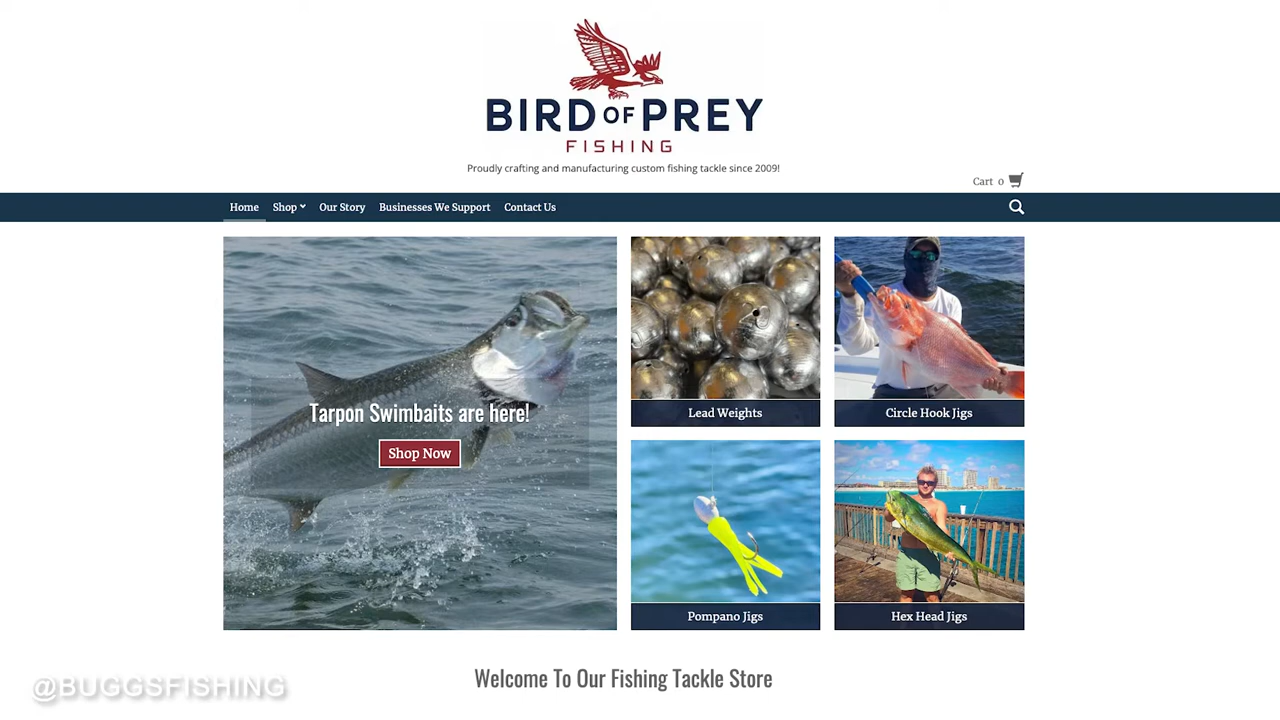 BIRD OF PREY
FISHING
Proudly crafting and manufacturing custom fishing tackle since 2009!
Cart 0
Home Shop Our Story Businesses We Support Contact Us
Tarpon Swimbaits are here!
Shop Now
Lead Weights
Circle Hook Jigs
Pompano Jigs
Hex Head Jigs
Welcome To Our Fishing Tackle Store
@BUGGSFISHING